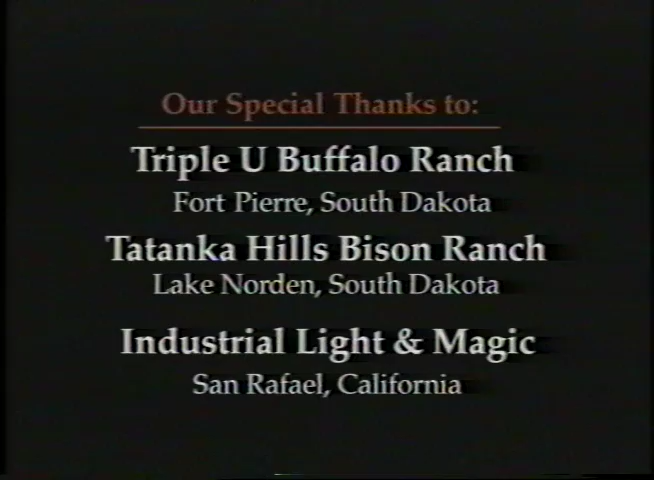 Our Special Thanks to:
Triple U Buffalo Ranch
Fort Pierre, South Dakota
Tatanka Hills Bison Ranch
Lake Norden, South Dakota
Industrial Light & Magic
San Rafael, California